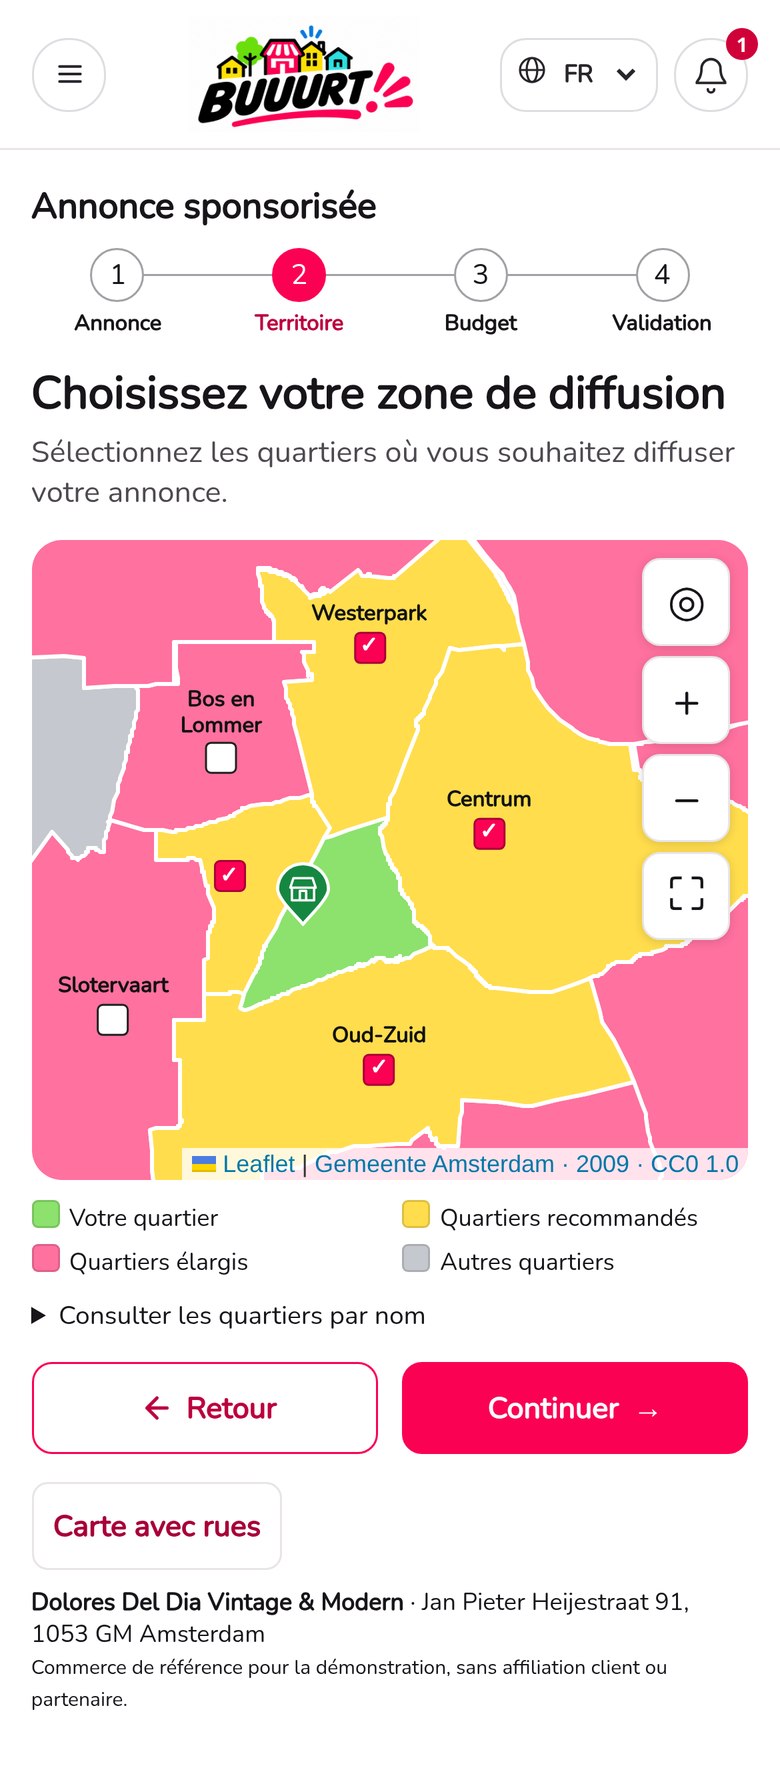 BUUURT!
FR
1
Annonce sponsorisée
1
2
3
4
Annonce
Territoire
Budget
Validation
Choisissez votre zone de diffusion
Sélectionnez les quartiers où vous souhaitez diffuser
votre annonce.
Westerpark
Bos en
Lommer
Centrum
Slotervaart
Oud-Zuid
Leaflet | Gemeente Amsterdam · 2009 · CC0 1.0
Votre quartier
Quartiers recommandés
Quartiers élargis
Autres quartiers
Consulter les quartiers par nom
← Retour
Continuer →
Carte avec rues
Dolores Del Dia Vintage & Modern · Jan Pieter Heijestraat 91,
1053 GM Amsterdam
Commerce de référence pour la démonstration, sans affiliation client ou
partenaire.